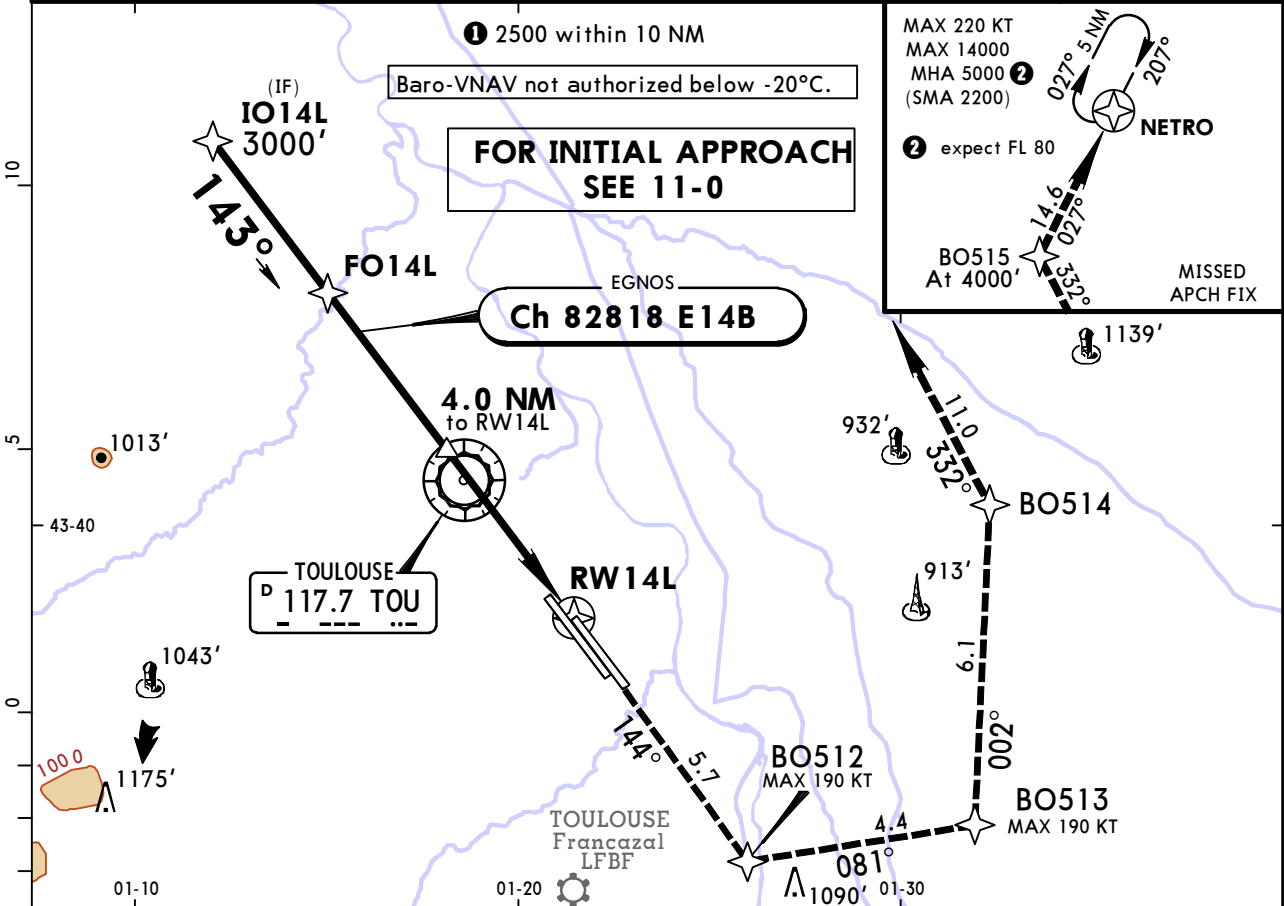 ❶ 2500 within 10 NM
Baro-VNAV not authorized below -20°C.
FOR INITIAL APPROACH
SEE 11-0
MAX 220 KT
MAX 14000
MHA 5000 ❷
(SMA 2200)
❷ expect FL 80
027° 5 NM
207°
NETRO
14.6
027°
BO515
At 4000'
332°
MISSED
APCH FIX
(IF)
IO14L
3000'
143°
FO14L
EGNOS
Ch 82818 E14B
1139'
4.0 NM
to RW14L
10
5
0
1013'
43-40
932'
11.0
332°
BO514
TOULOUSE
D 117.7 TOU
RW14L
913'
6.1
002°
1043'
1000
1175'
144°
5.7
BO512
MAX 190 KT
BO513
MAX 190 KT
4.4
081°
TOULOUSE
Francazal
LFBF
1090'
01-10
01-20
01-30